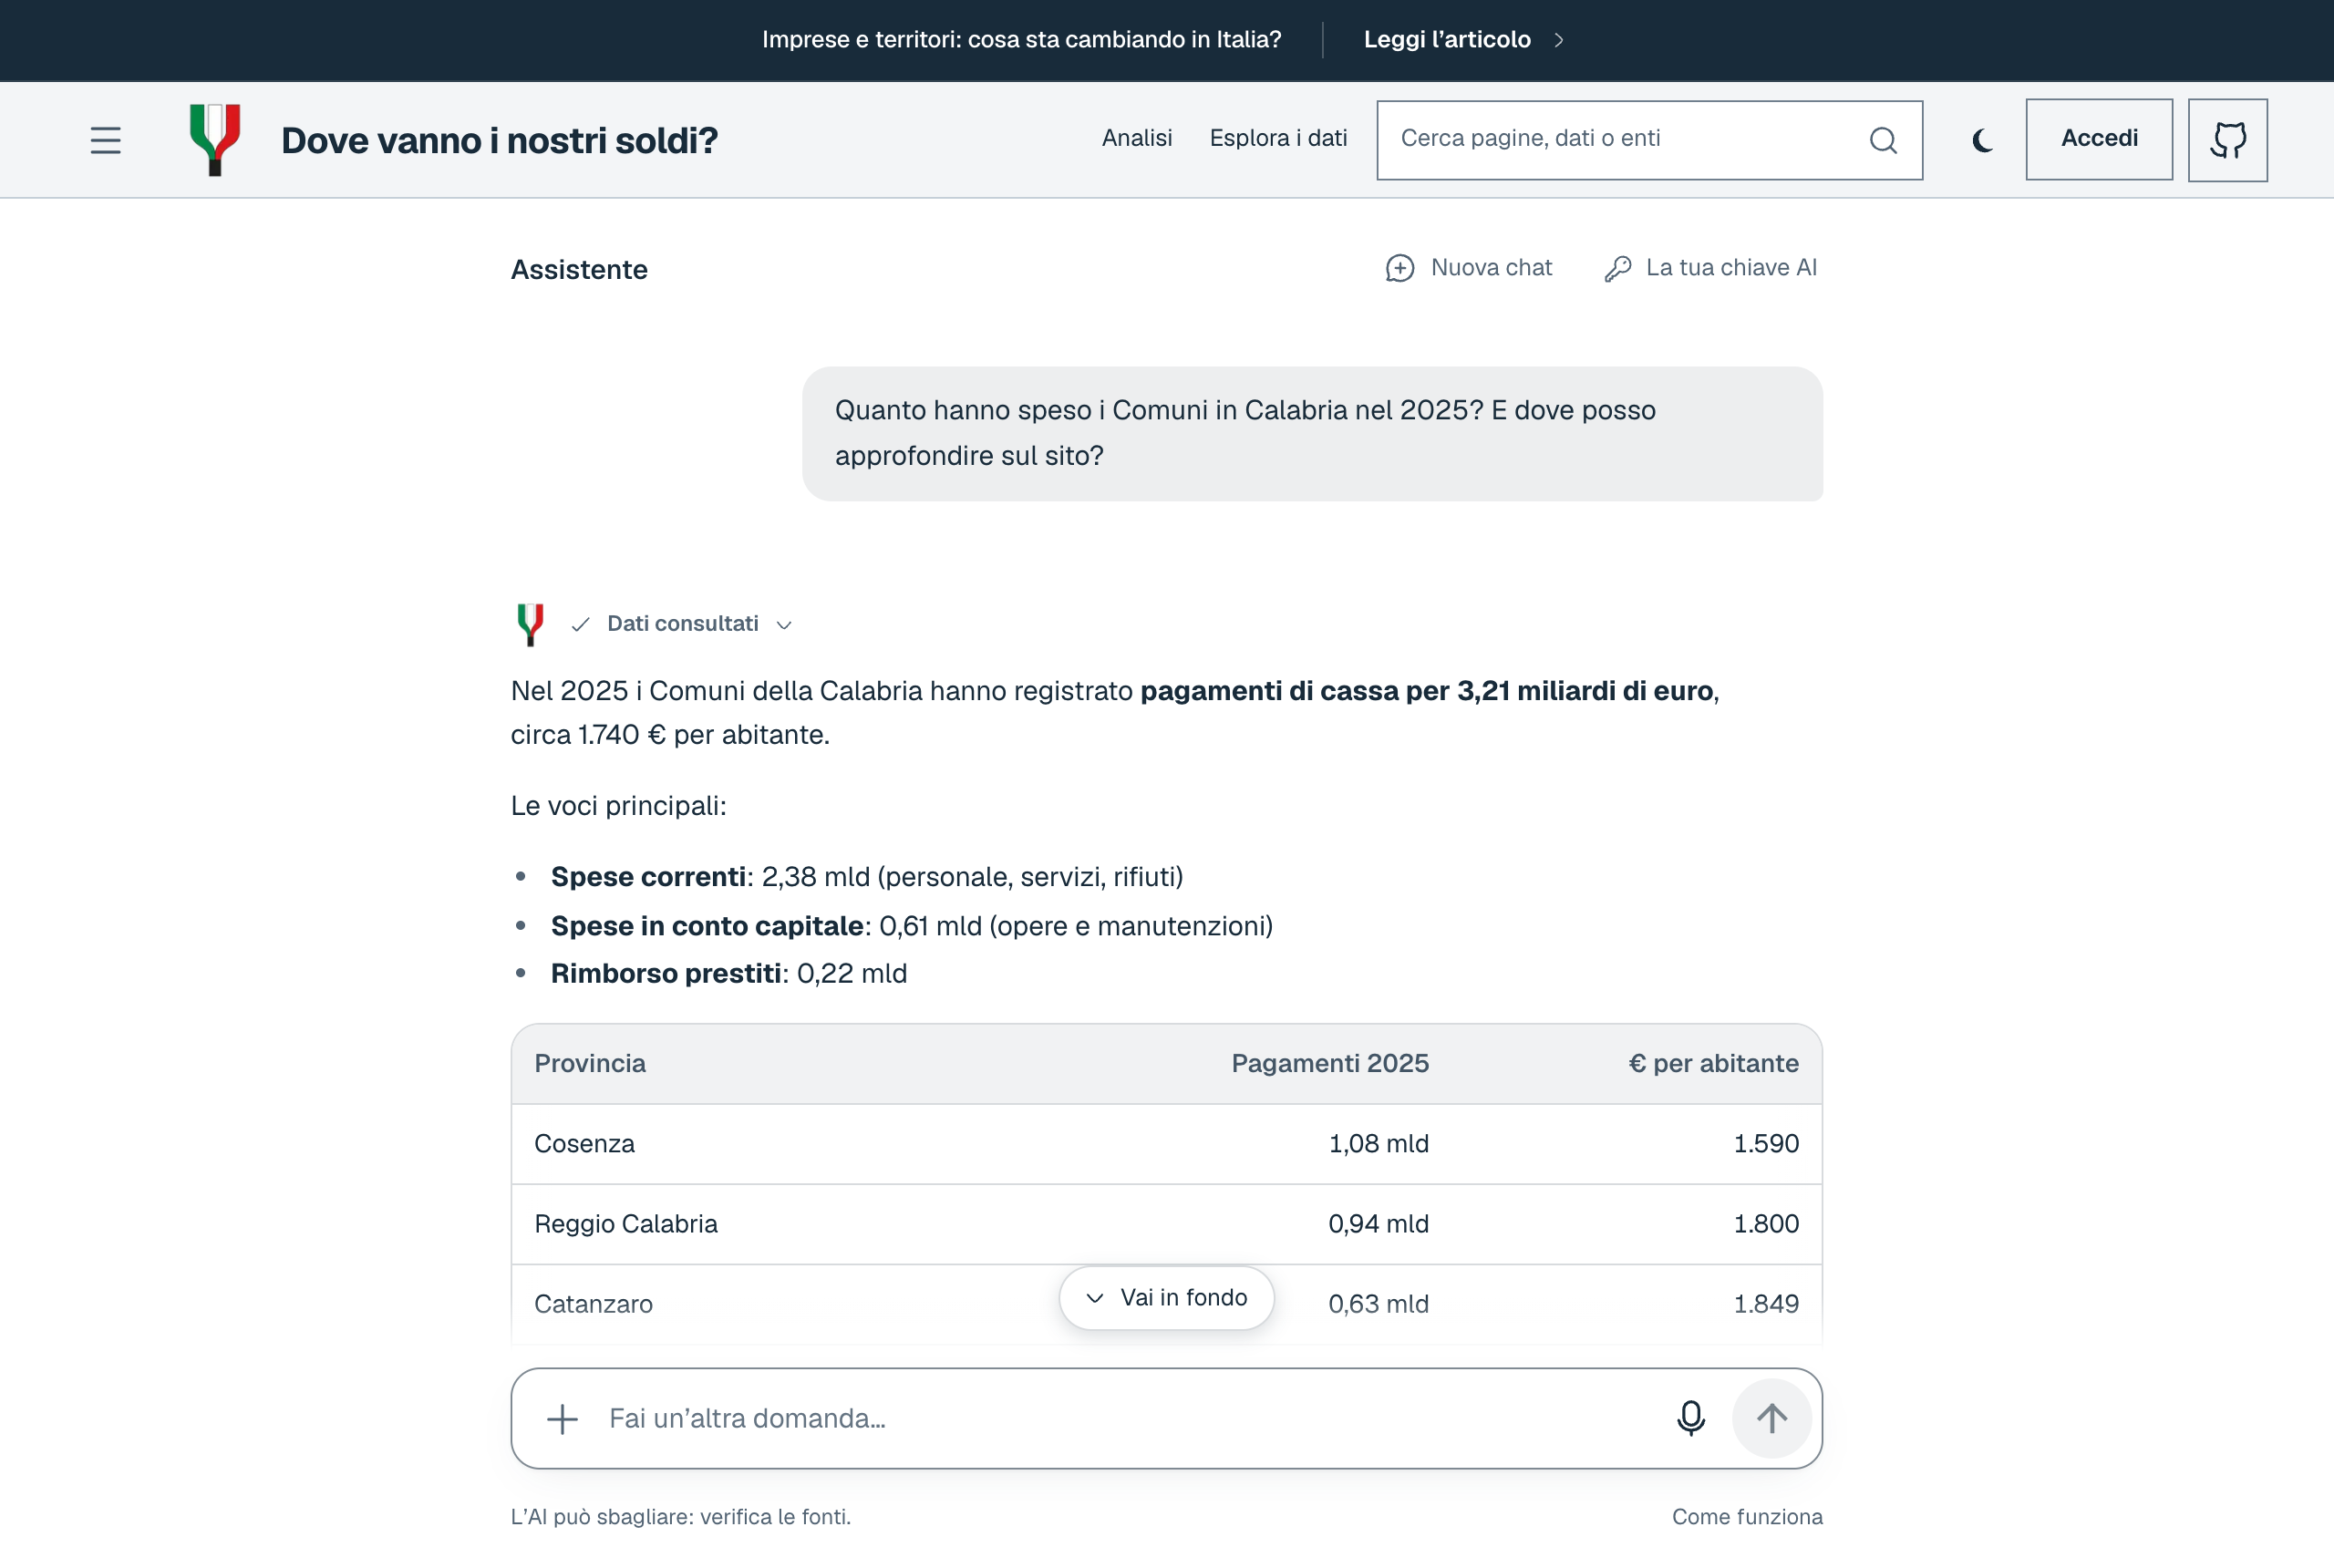 Imprese e territori: cosa sta cambiando in Italia? Leggi l’articolo
Dove vanno i nostri soldi? Analisi Esplora i dati Cerca pagine, dati o enti Accedi
Assistente Nuova chat La tua chiave AI
Quanto hanno speso i Comuni in Calabria nel 2025? E dove posso
approfondire sul sito?
Dati consultati
Nel 2025 i Comuni della Calabria hanno registrato pagamenti di cassa per 3,21 miliardi di euro,
circa 1.740 € per abitante.
Le voci principali:
• Spese correnti: 2,38 mld (personale, servizi, rifiuti)
• Spese in conto capitale: 0,61 mld (opere e manutenzioni)
• Rimborso prestiti: 0,22 mld
Provincia Pagamenti 2025 € per abitante
Cosenza 1,08 mld 1.590
Reggio Calabria 0,94 mld 1.800
Catanzaro 0,63 mld 1.849
Vai in fondo
Fai un’altra domanda...
L’AI può sbagliare: verifica le fonti. Come funziona